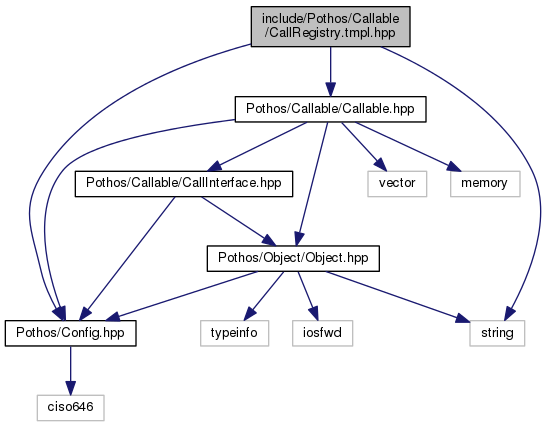 include/Pothos/Callable
/CallRegistry.tmpl.hpp
Pothos/Callable/Callable.hpp
Pothos/Callable/CallInterface.hpp
vector
memory
Pothos/Object/Object.hpp
Pothos/Config.hpp
typeinfo
iosfwd
string
ciso646